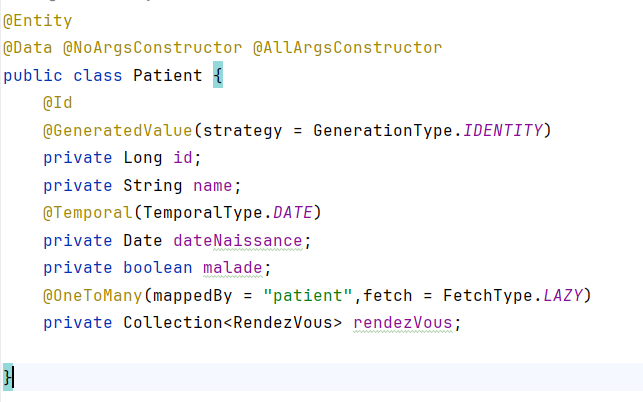 @Entity
@Data @NoArgsConstructor @AllArgsConstructor
public class Patient {
    @Id
    @GeneratedValue(strategy = GenerationType.IDENTITY)
    private Long id;
    private String name;
    @Temporal(TemporalType.DATE)
    private Date dateNaissance;
    private boolean malade;
    @OneToMany(mappedBy = "patient",fetch = FetchType.LAZY)
    private Collection<RendezVous> rendezVous;
}